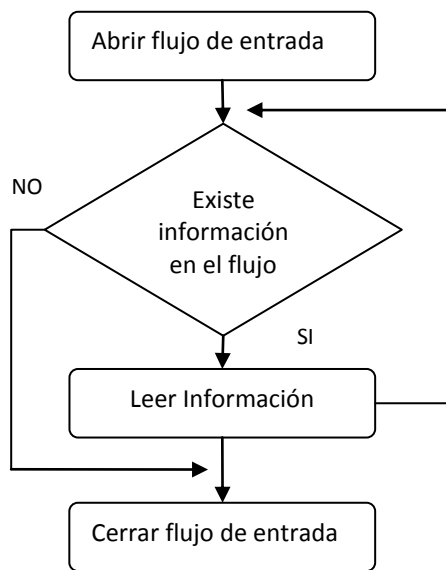 Abrir flujo de entrada
NO
Existe
información
en el flujo
SI
Leer Información
Cerrar flujo de entrada